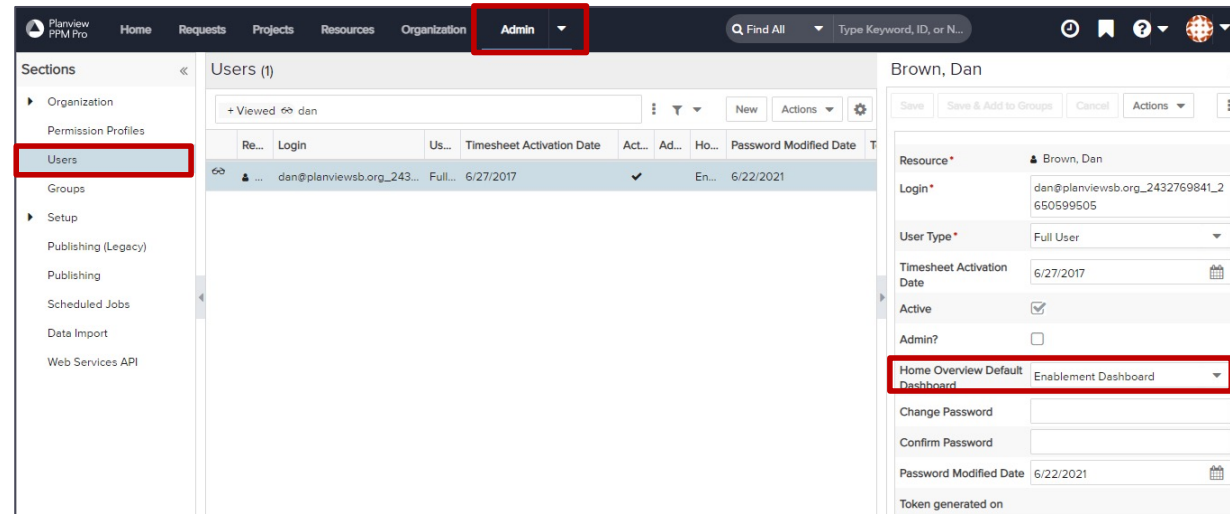 Planview
PPM Pro
Home
Requests
Projects
Resources
Organization
Admin
Find All
Type Keyword, ID, or N...
Sections
Organization
Permission Profiles
Users
Groups
Setup
Publishing (Legacy)
Publishing
Scheduled Jobs
Data Import
Web Services API
Users (1)
+ Viewed dan
New
Actions
Re... Login Us... Timesheet Activation Date Act... Ad... Ho... Password Modified Date
... dan@planviewsb.org_243... Full... 6/27/2017 En... 6/22/2021
Brown, Dan
Save
Save & Add to Groups
Cancel
Actions
Resource* Brown, Dan
Login* dan@planviewsb.org_2432769841_2
650599505
User Type* Full User
Timesheet Activation
Date
6/27/2017
Active
Admin?
Home Overview Default
Dashboard
Enablement Dashboard
Change Password
Confirm Password
Password Modified Date 6/22/2021
Token generated on